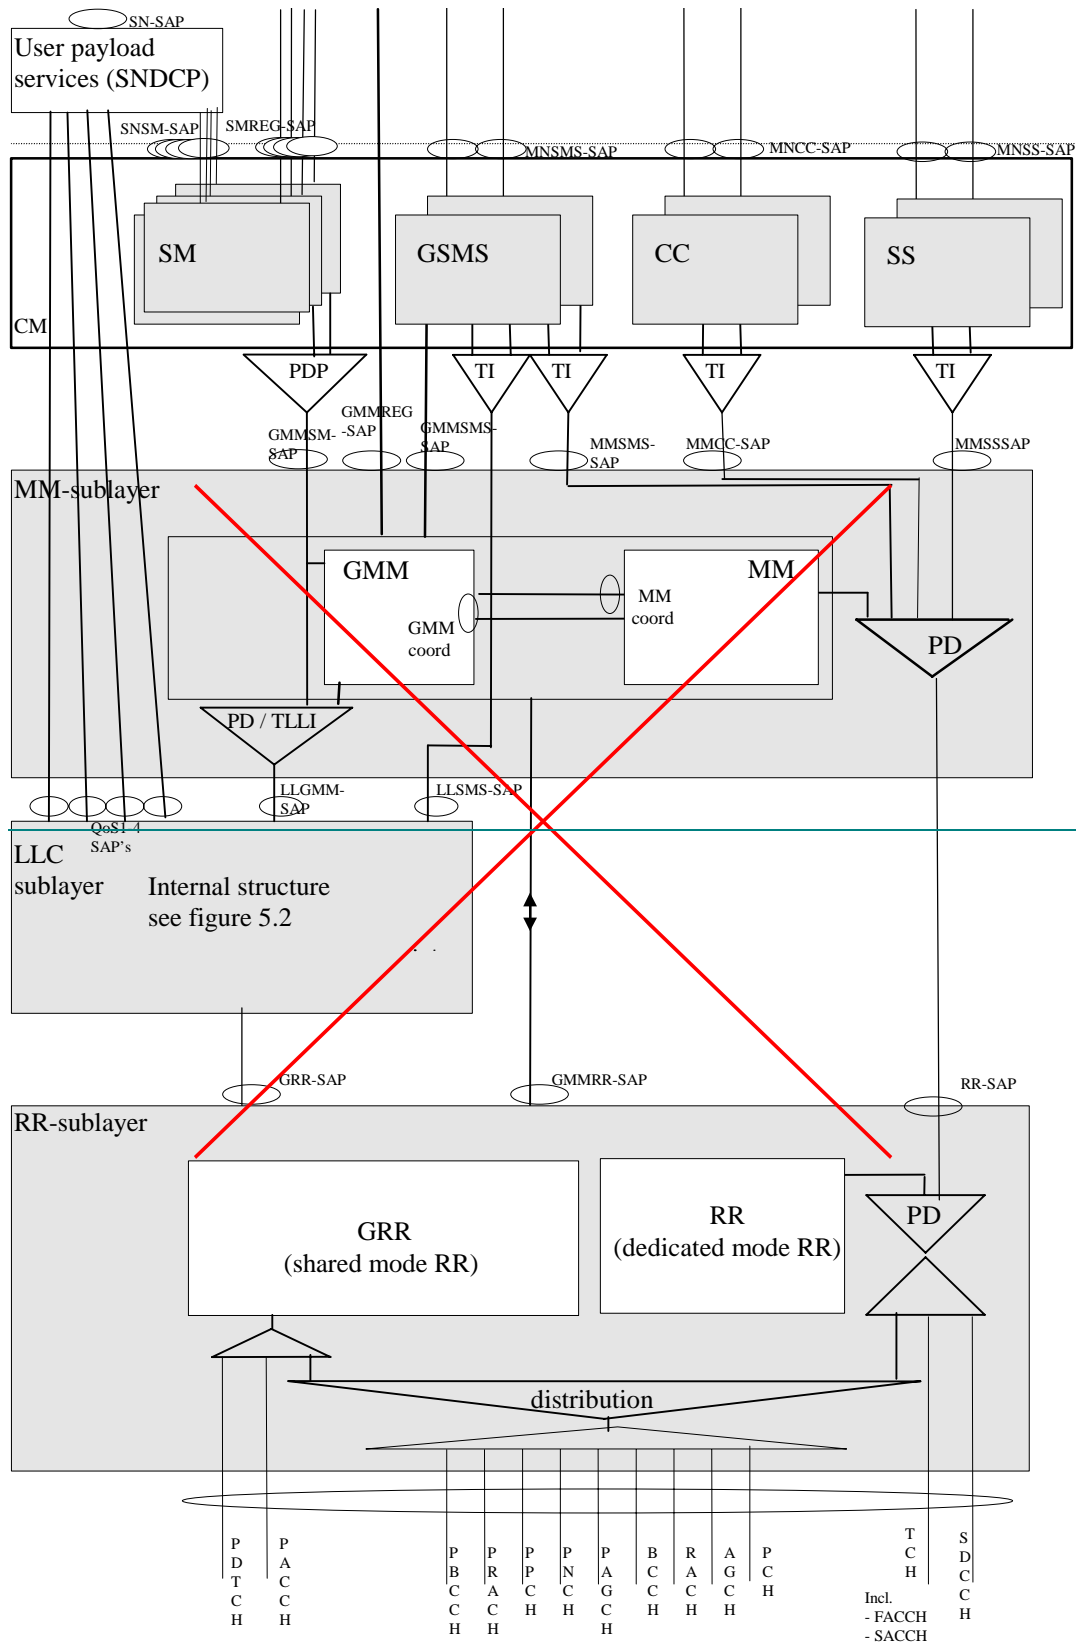 SN-SAP
User payload
services (SNDCP)
SNSM-SAP
SMREG-SAP
MNSMS-SAP
MNCC-SAP
MNSS-SAP
SM
GSMS
CC
SS
CM
PDP
TI
TI
TI
TI
GMMSM-
SAP
GMMREG
-SAP
GMMSMS-
SAP
MMSMS-
SAP
MMCC-SAP
MMSSSAP
MM-sublayer
GMM
MM
GMM
coord
MM
coord
PD
PD / TLLI
LLGMM-
SAP
LLSMS-SAP
QoS1-4
SAP's
LLC
sublayer
Internal structure
see figure 5.2
GRR-SAP
GMMRR-SAP
RR-SAP
RR-sublayer
GRR
(shared mode RR)
RR
(dedicated mode RR)
PD
distribution
PDTCH
PACCH
PBCCH
PRACH
PPCH
PNCH
PAGCH
BCCH
RACH
AGCH
PCH
TCH
SDCCH
Incl.
- FACCH
- SACCH